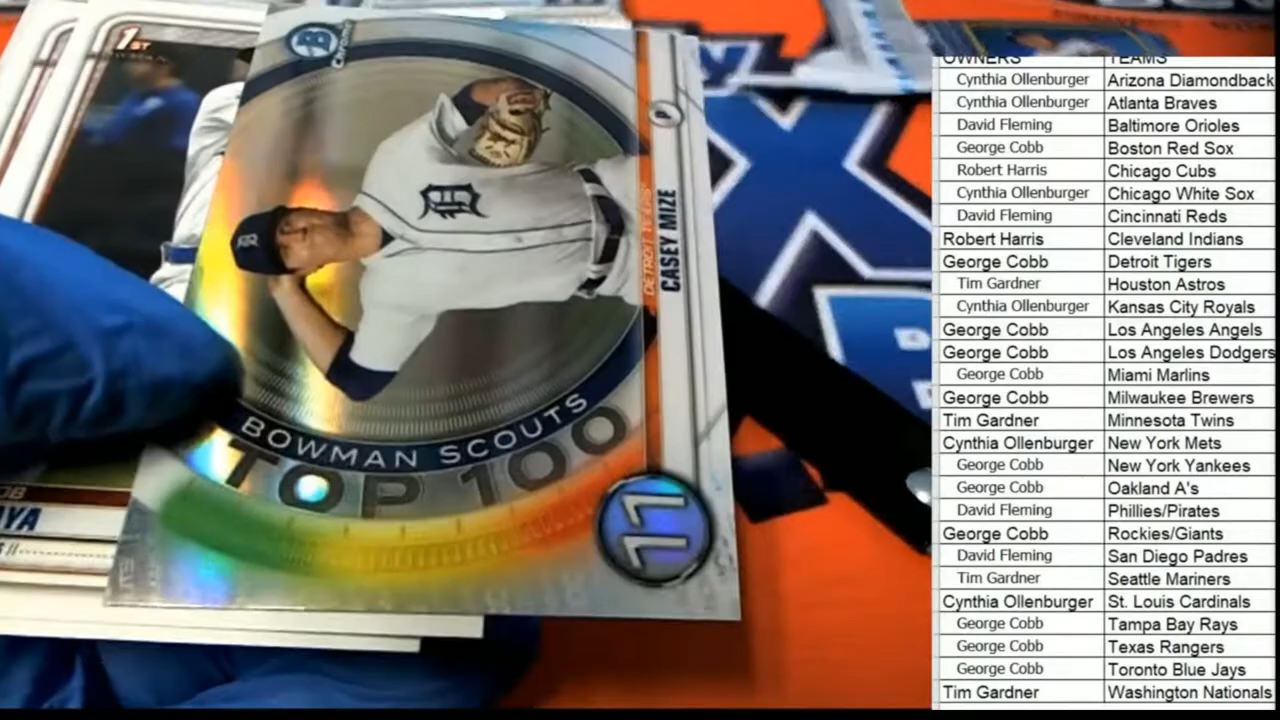 1ST
BOWMAN
B
Chrome
P
DETROIT TIGERS
CASEY MIZE
BOWMAN SCOUTS
TOP 100
11
AYA
OWNERS TEAMS
Cynthia Ollenburger Arizona Diamondback
Cynthia Ollenburger Atlanta Braves
David Fleming Baltimore Orioles
George Cobb Boston Red Sox
Robert Harris Chicago Cubs
Cynthia Ollenburger Chicago White Sox
David Fleming Cincinnati Reds
Robert Harris Cleveland Indians
George Cobb Detroit Tigers
Tim Gardner Houston Astros
Cynthia Ollenburger Kansas City Royals
George Cobb Los Angeles Angels
George Cobb Los Angeles Dodgers
George Cobb Miami Marlins
George Cobb Milwaukee Brewers
Tim Gardner Minnesota Twins
Cynthia Ollenburger New York Mets
George Cobb New York Yankees
George Cobb Oakland A's
David Fleming Phillies/Pirates
George Cobb Rockies/Giants
David Fleming San Diego Padres
Tim Gardner Seattle Mariners
Cynthia Ollenburger St. Louis Cardinals
George Cobb Tampa Bay Rays
George Cobb Texas Rangers
George Cobb Toronto Blue Jays
Tim Gardner Washington Nationals